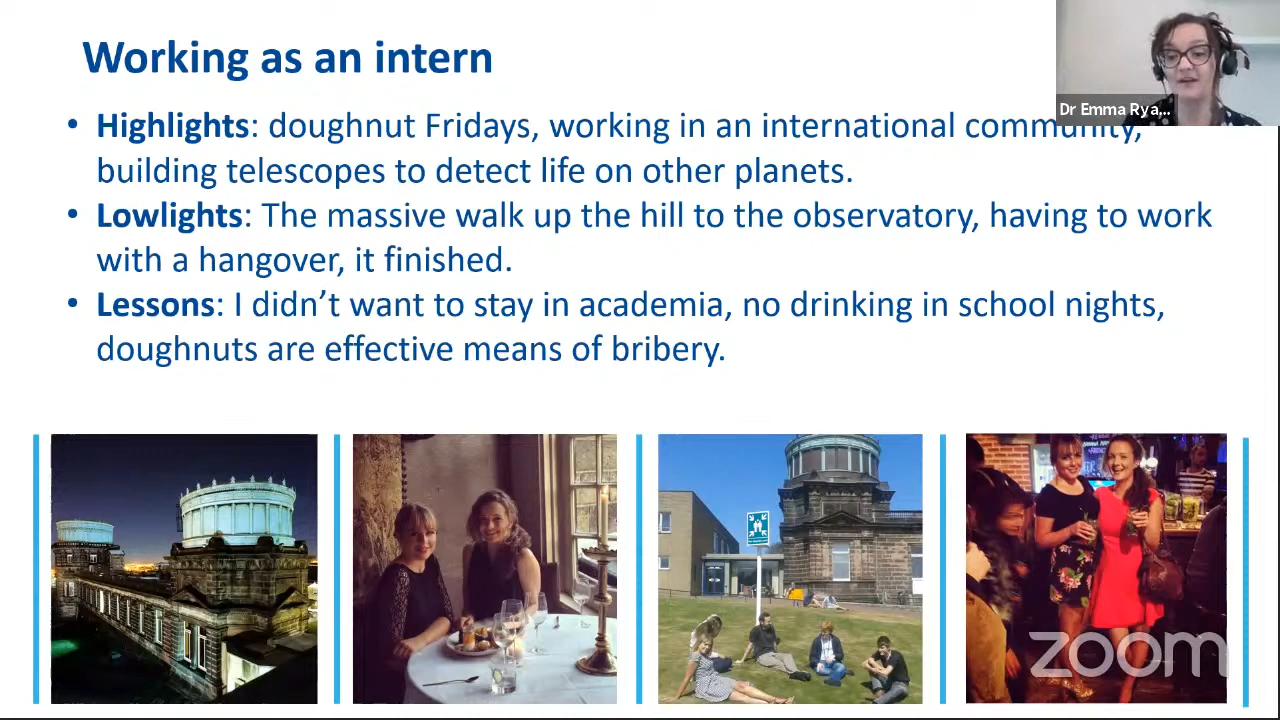 Working as an intern
Dr Emma Rya...
• Highlights: doughnut Fridays, working in an international community,
building telescopes to detect life on other planets.
• Lowlights: The massive walk up the hill to the observatory, having to work
with a hangover, it finished.
• Lessons: I didn’t want to stay in academia, no drinking in school nights,
doughnuts are effective means of bribery.
zoom